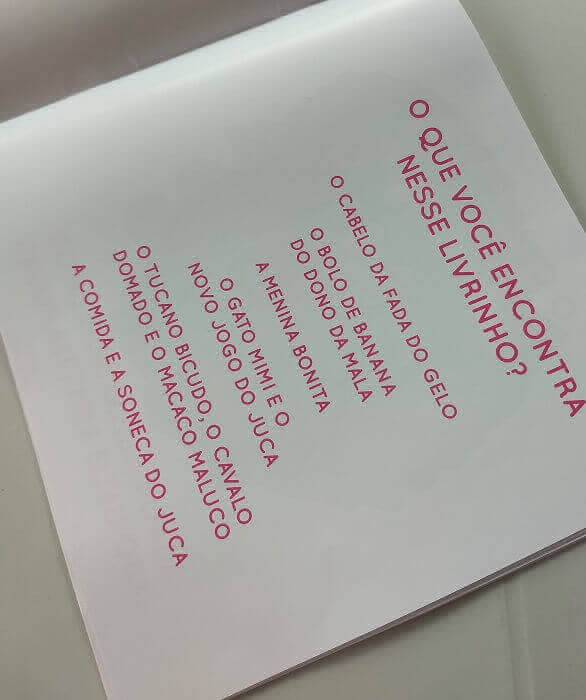 O QUE VOCÊ ENCONTRA
NESSE LIVRINHO?
O CABELO DA FADA DO GELO
O BOLO DE BANANA
DO DONO DA MALA
A MENINA BONITA
O GATO MIMI E O
NOVO JOGO DO JUCA
O TUCANO BICUDO, O CAVALO
DOMADO E O MACACO MALUCO
A COMIDA E A SONECA DO JUCA